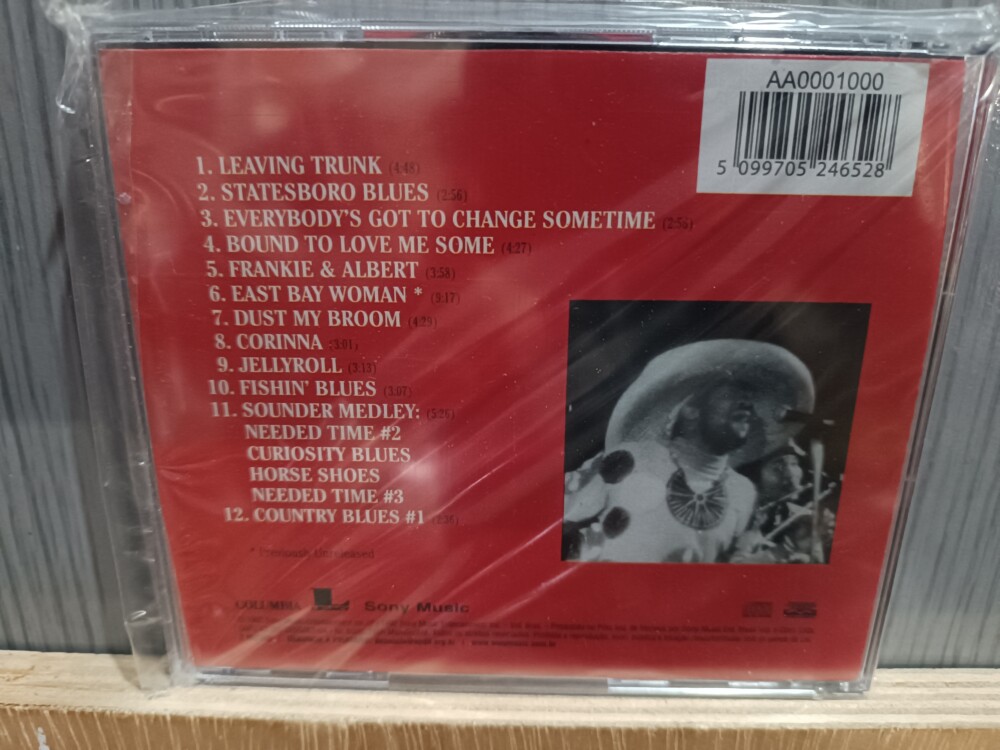 AA0001000
5 099705 246528
1. LEAVING TRUNK (4:48)
2. STATESBORO BLUES (2:56)
3. EVERYBODY'S GOT TO CHANGE SOMETIME (2:56)
4. BOUND TO LOVE ME SOME (4:27)
5. FRANKIE & ALBERT (3:58)
6. EAST BAY WOMAN *
7. DUST MY BROOM (4:29)
8. CORINNA (3:01)
9. JELLYROLL (3:13)
10. FISHIN' BLUES (3:07)
11. SOUNDER MEDLEY: (5:26)
NEEDED TIME #2
CURIOSITY BLUES
HORSE SHOES
NEEDED TIME #3
12. COUNTRY BLUES #1
* Previously Unreleased
COLUMBIA Sony Music